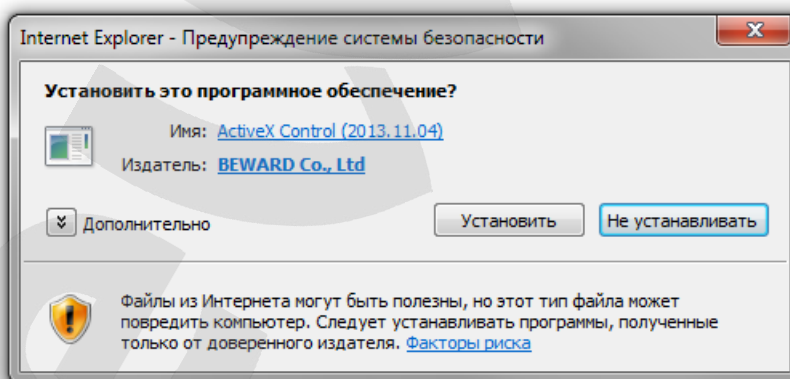 Internet Explorer - Предупреждение системы безопасности
Установить это программное обеспечение?
Имя: ActiveX Control (2013.11.04)
Издатель: BEWARD Co., Ltd
Дополнительно
Установить
Не устанавливать
Файлы из Интернета могут быть полезны, но этот тип файла может
повредить компьютер. Следует устанавливать программы, полученные
только от доверенного издателя. Факторы риска